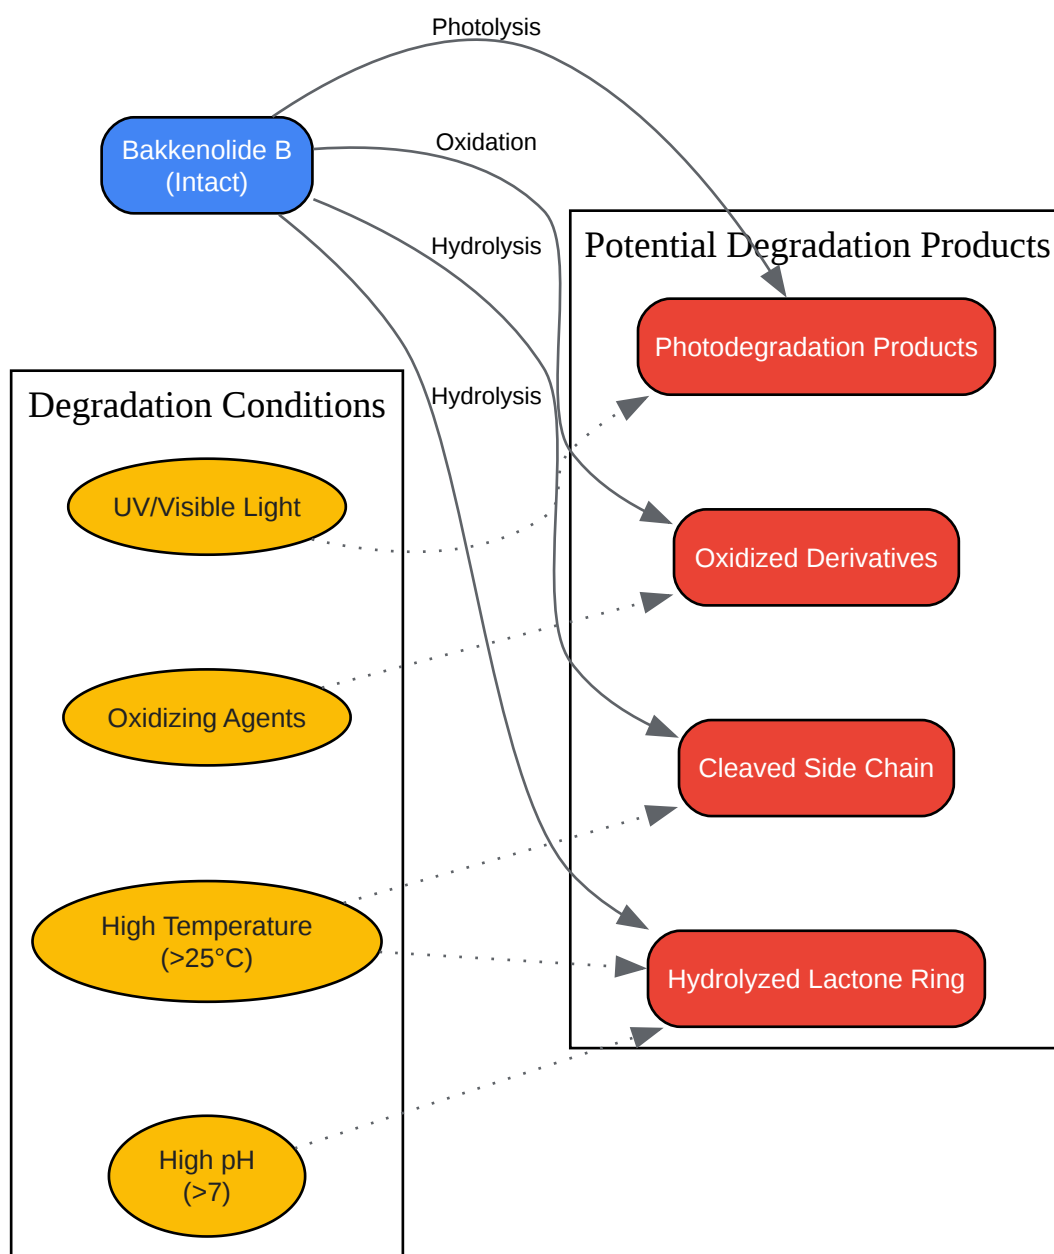 Photolysis
Bakkenolide B
(Intact)
Oxidation
Hydrolysis
Hydrolysis
Potential Degradation Products
Photodegradation Products
Oxidized Derivatives
Cleaved Side Chain
Hydrolyzed Lactone Ring
Degradation Conditions
UV/Visible Light
Oxidizing Agents
High Temperature
(>25°C)
High pH
(>7)